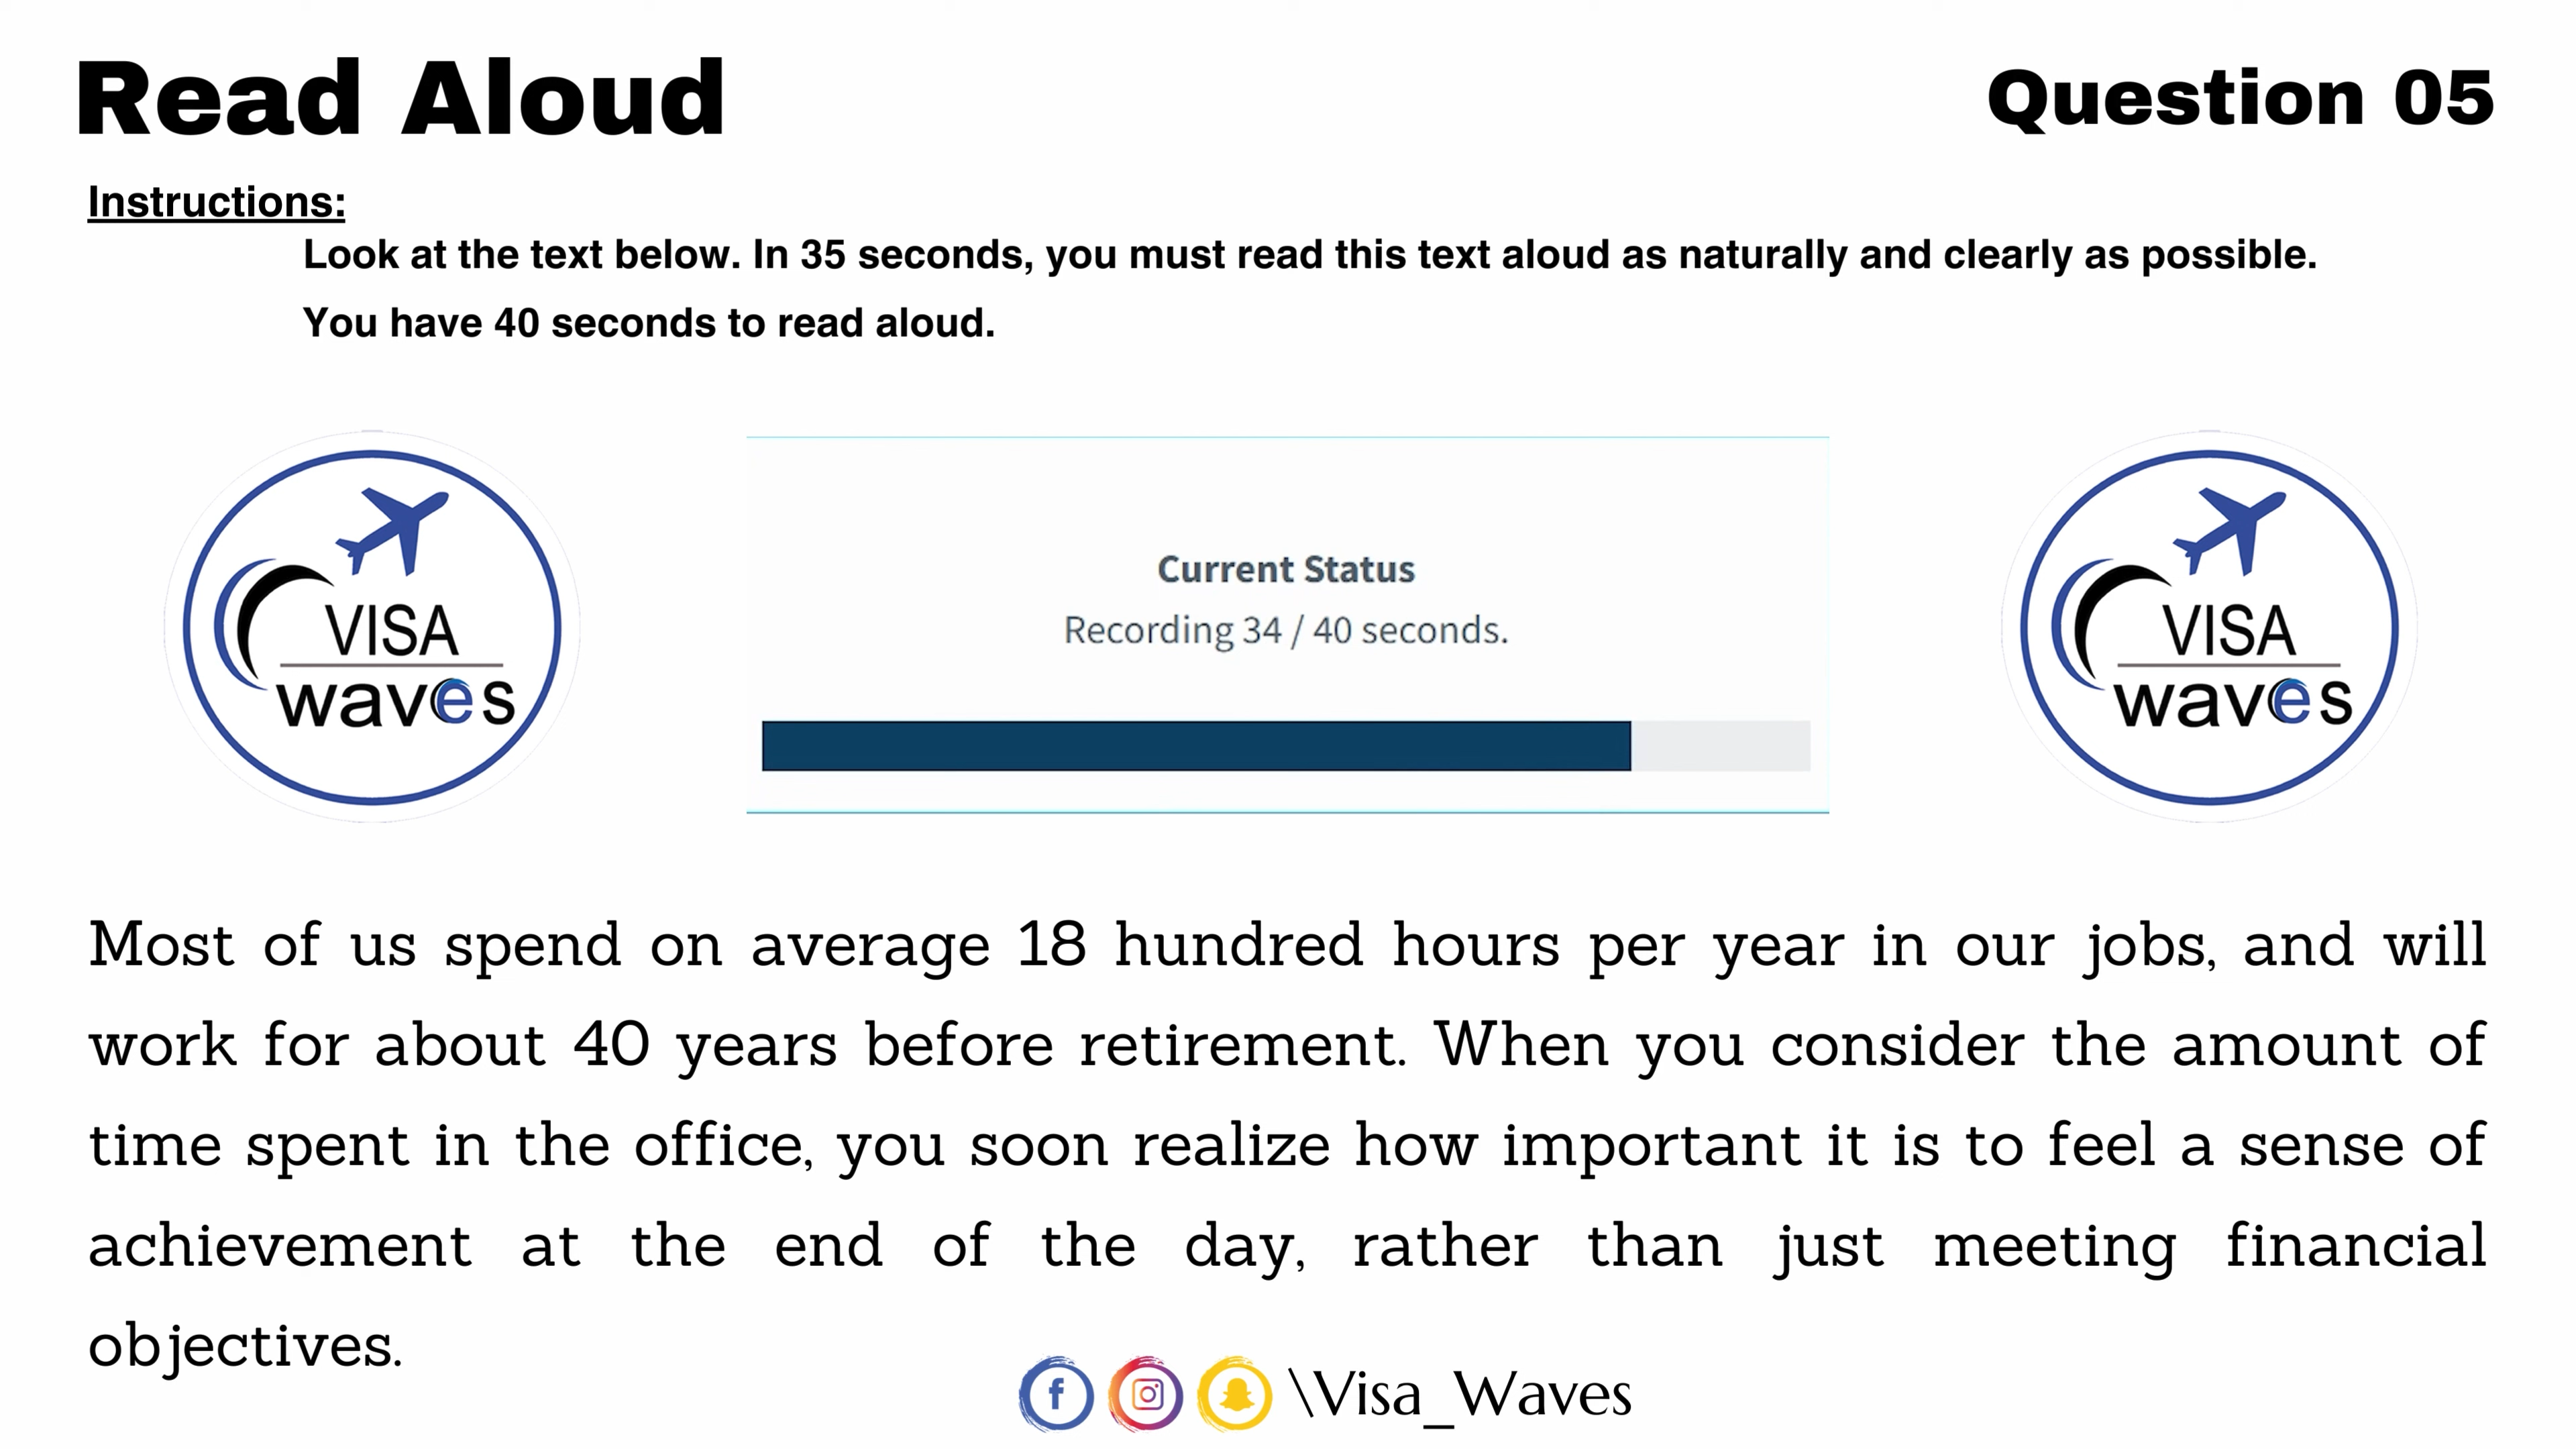 Read Aloud
Question 05
Instructions:
Look at the text below. In 35 seconds, you must read this text aloud as naturally and clearly as possible.
You have 40 seconds to read aloud.
VISA
waves
Current Status
Recording 34 / 40 seconds.
VISA
waves
Most of us spend on average 18 hundred hours per year in our jobs, and will
work for about 40 years before retirement. When you consider the amount of
time spent in the office, you soon realize how important it is to feel a sense of
achievement at the end of the day, rather than just meeting financial
objectives.
\Visa_Waves